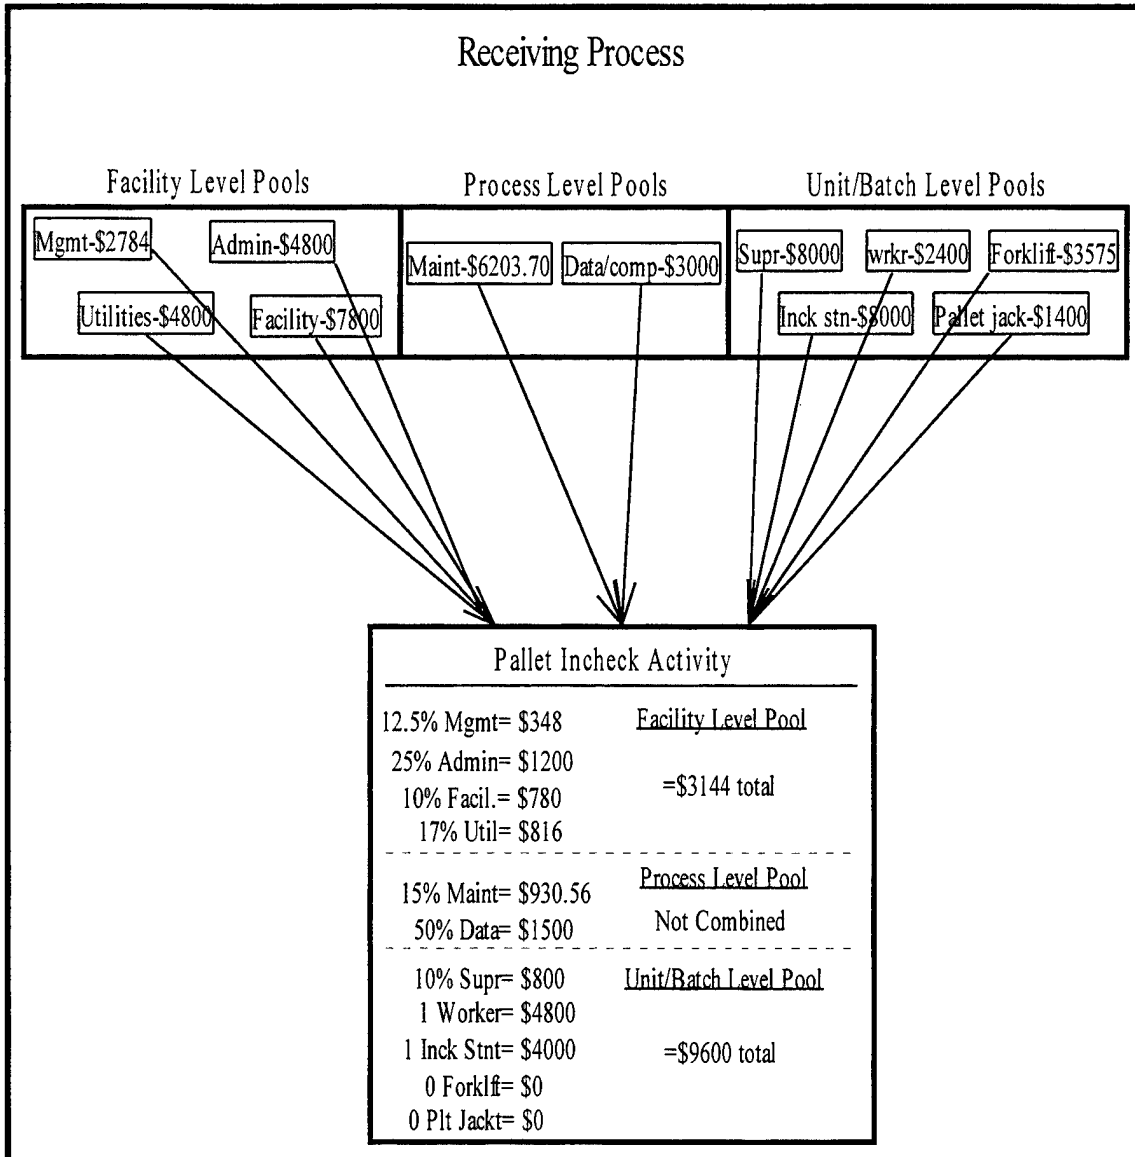 Receiving Process
Facility Level Pools
Process Level Pools
Unit/Batch Level Pools
Mgmt-$2784
Admin-$4800
Utilities-$4800
Facility-$7800
Maint-$6203.70
Data/comp-$3000
Supr-$8000
wrkr-$2400
Forklift-$3575
Inck stn-$8000
Pallet jack-$1400
Pallet Incheck Activity
12.5% Mgmt= $348
25% Admin= $1200
10% Facil.= $780
17% Util= $816
Facility Level Pool
=$3144 total
15% Maint= $930.56
50% Data= $1500
Process Level Pool
Not Combined
10% Supr= $800
1 Worker= $4800
1 Inck Stnt= $4000
0 Forklft= $0
0 Plt Jackt= $0
Unit/Batch Level Pool
=$9600 total